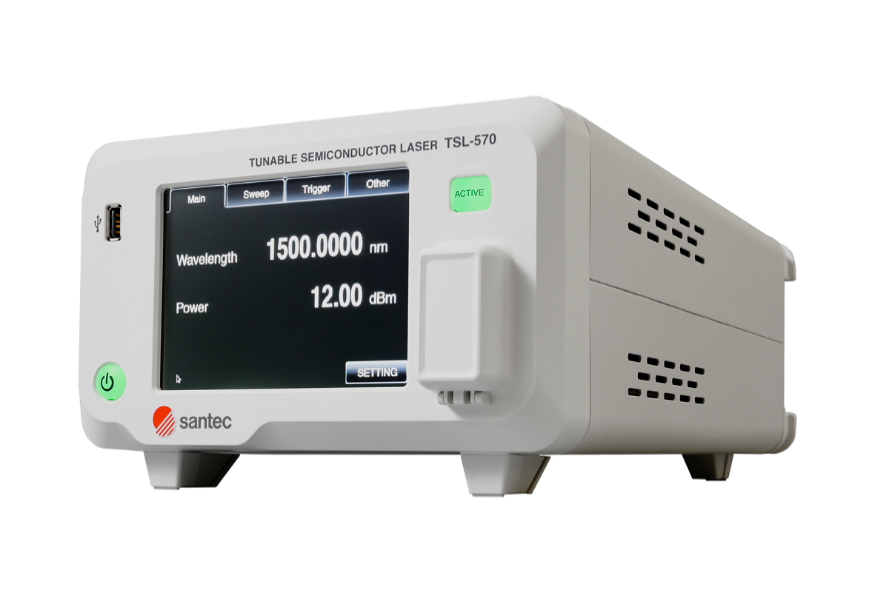 TUNABLE SEMICONDUCTOR LASER TSL-570
Main Sweep Trigger Other
ACTIVE
Wavelength 1500.0000 nm
Power 12.00 dBm
SETTING
santec